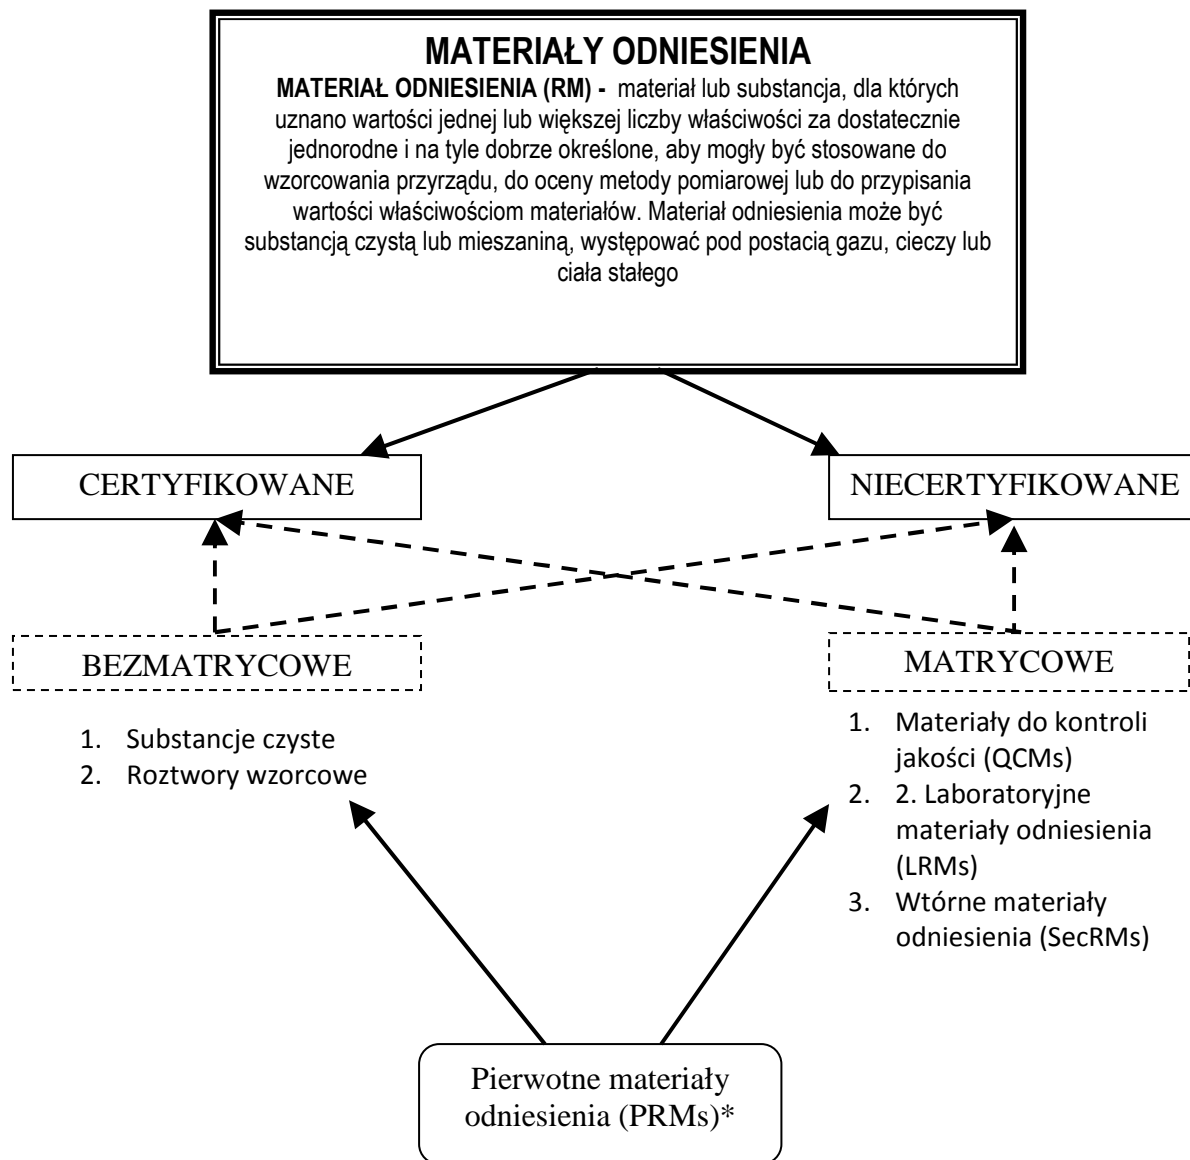 MATERIAŁY ODNIESIENIA
MATERIAŁ ODNIESIENIA (RM) - materiał lub substancja, dla których
uznano wartości jednej lub większej liczby właściwości za dostatecznie
jednorodne i na tyle dobrze określone, aby mogły być stosowane do
wzorcowania przyrządu, do oceny metody pomiarowej lub do przypisania
wartości właściwościom materiałów. Materiał odniesienia może być
substancją czystą lub mieszaniną, występować pod postacią gazu, cieczy lub
ciała stałego
CERTYFIKOWANE
NIECERTYFIKOWANE
BEZMATRYCOWE
MATRYCOWE
1. Substancje czyste
2. Roztwory wzorcowe
1. Materiały do kontroli
jakości (QCMs)
2. 2. Laboratoryjne
materiały odniesienia
(LRMs)
3. Wtórne materiały
odniesienia (SecRMs)
Pierwotne materiały
odniesienia (PRMs)*